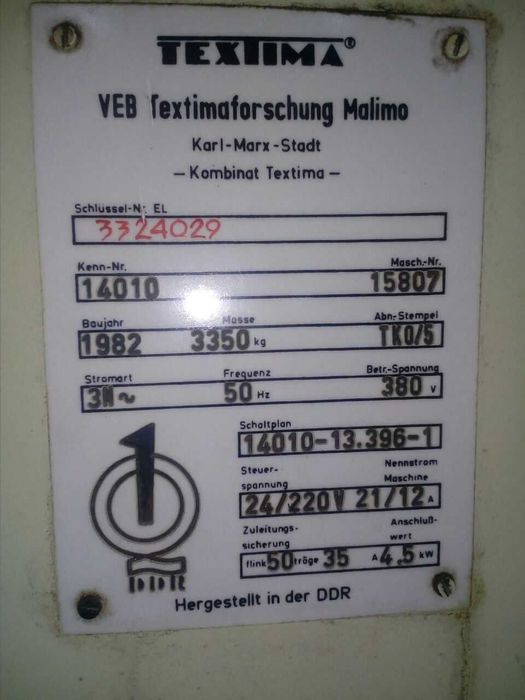 TEXTIMA®
VEB Textimaforschung Malimo
Karl-Marx-Stadt
— Kombinat Textima —
Schlüssel-Nr. EL
3324029
Kenn-Nr. Masch.-Nr.
14010 15807
Baujahr Masse Abn.-Stempel
1982 3350 kg TKO/5
Stromart Frequenz Betr.-Spannung
3N~ 50 Hz 380 V
Schaltplan
14010-13.396-1
Steuer- Nennstrom
spannung Maschine
24/220V 21/12 A
Zuleitungs- Anschluß-
sicherung wert
flink 50 träge 35 A 4,5 kW
1
DDR
Hergestellt in der DDR